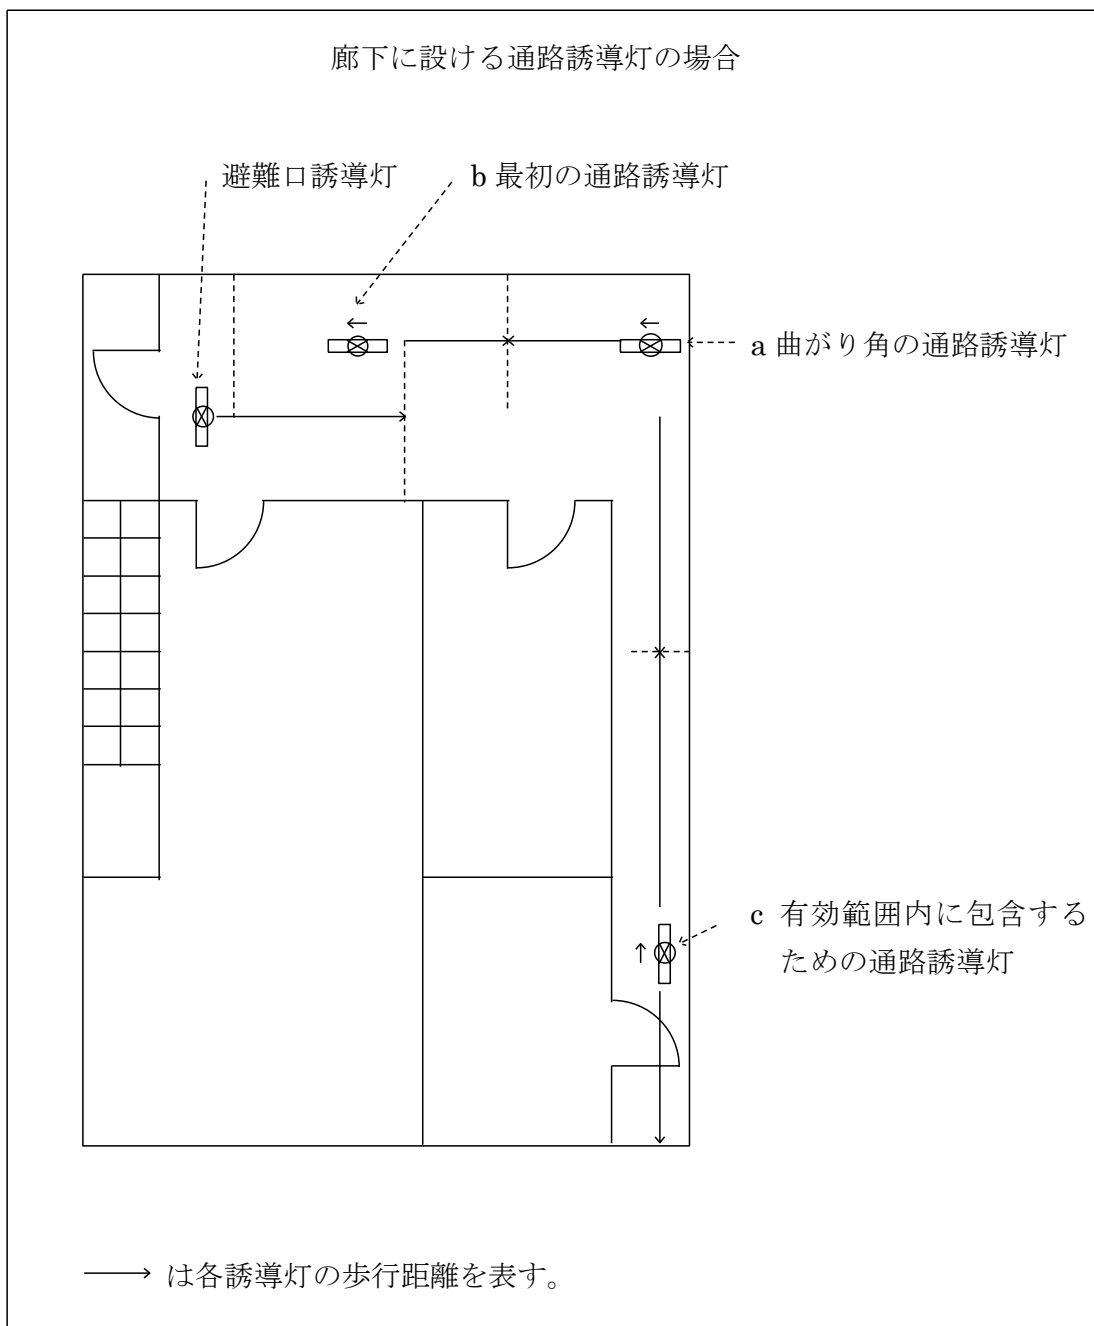 廊下に設ける通路誘導灯の場合
避難口誘導灯
b 最初の通路誘導灯
a 曲がり角の通路誘導灯
c 有効範囲内に包含する
ための通路誘導灯
は各誘導灯の歩行距離を表す。